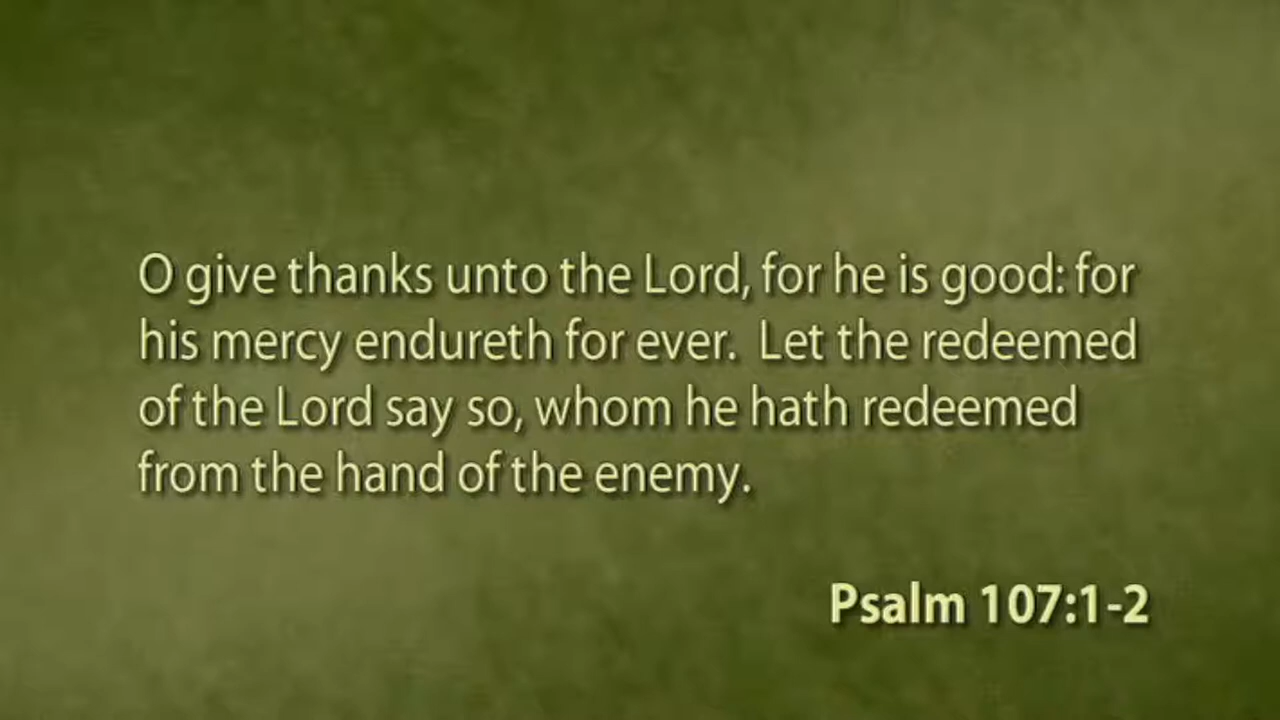 O give thanks unto the Lord, for he is good: for
his mercy endureth for ever.  Let the redeemed
of the Lord say so, whom he hath redeemed
from the hand of the enemy.
Psalm 107:1-2